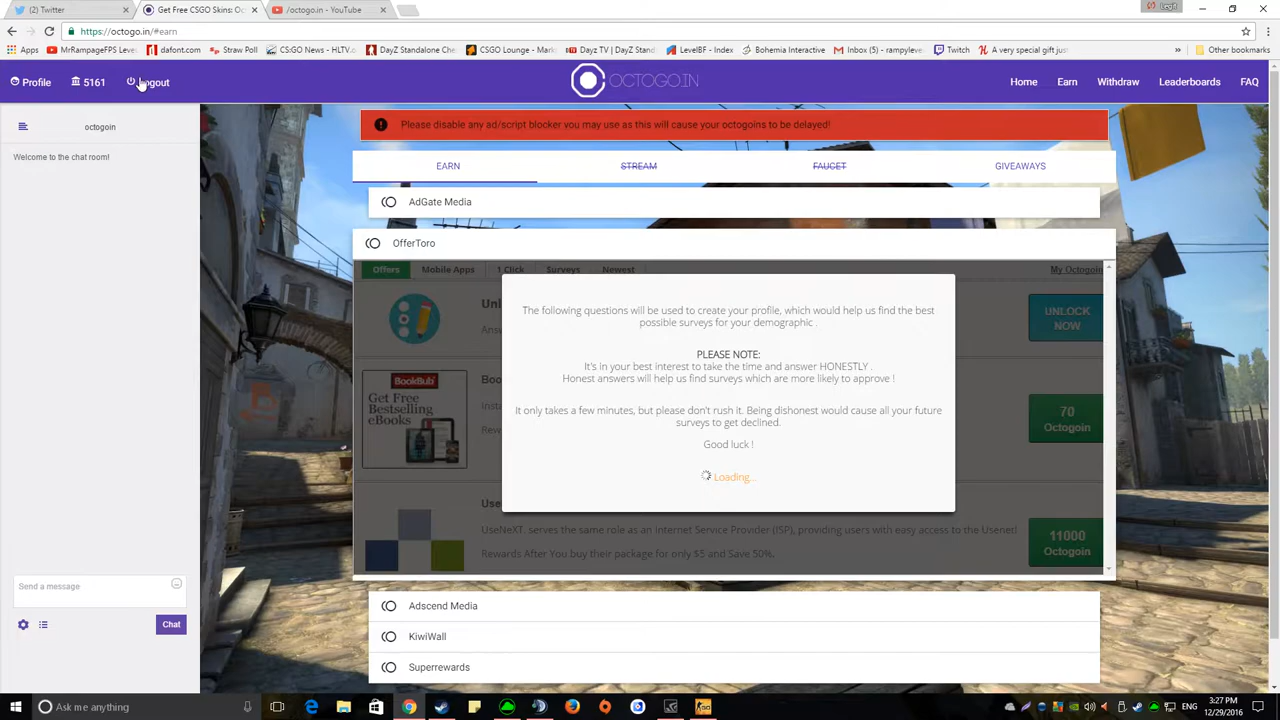 (2) Twitter
Get Free CSGO Skins: Oc
/octogo.in - YouTube
Legit
https://octogo.in/#earn
Apps
MrRampageFPS Leve
dafont.com
Straw Poll
CS:GO News - HLTV.o
DayZ Standalone Char
CSGO Lounge - Marke
Dayz TV (DayZ Stand
LevelBF - Index
Bohemia Interactive
Username: rampyleve
Twitch
A very special gift just
Other bookmarks
Profile
5161
Logout
OCTOGO.IN
Home
Earn
Withdraw
Leaderboards
FAQ
octogoin
Please disable any ad/script blocker you may use as this will cause your octogoins to be delayed!
Welcome to the chat room!
EARN
STREAM
FAUCET
GIVEAWAYS
AdGate Media
OfferToro
Offers
Mobile Apps
1 Click
Surveys
Newest
My Octogoin
The following questions will be used to create your profile, which would help us find the best
possible surveys for your demographic .
PLEASE NOTE:
It's in your best interest to take the time and answer HONESTLY .
Honest answers will help us find surveys which are more likely to approve !
It only takes a few minutes, but please don't rush it. Being dishonest would cause all your future
surveys to get declined.
Good luck !
Loading...
Unl
Answ
UNLOCK
NOW
BookBub
Get Free
Bestselling
eBooks
Boo
Insta
Rewa
70
Octogoin
Use
UseNeXT. serves the same role as an Internet Service Provider (ISP), providing users with easy access to the Usenet!
Rewards After You buy their package for only $5 and Save 50%.
11000
Octogoin
Send a message
Chat
Adscend Media
KiwiWall
Superrewards
Ask me anything
3:27 PM
12/29/2016